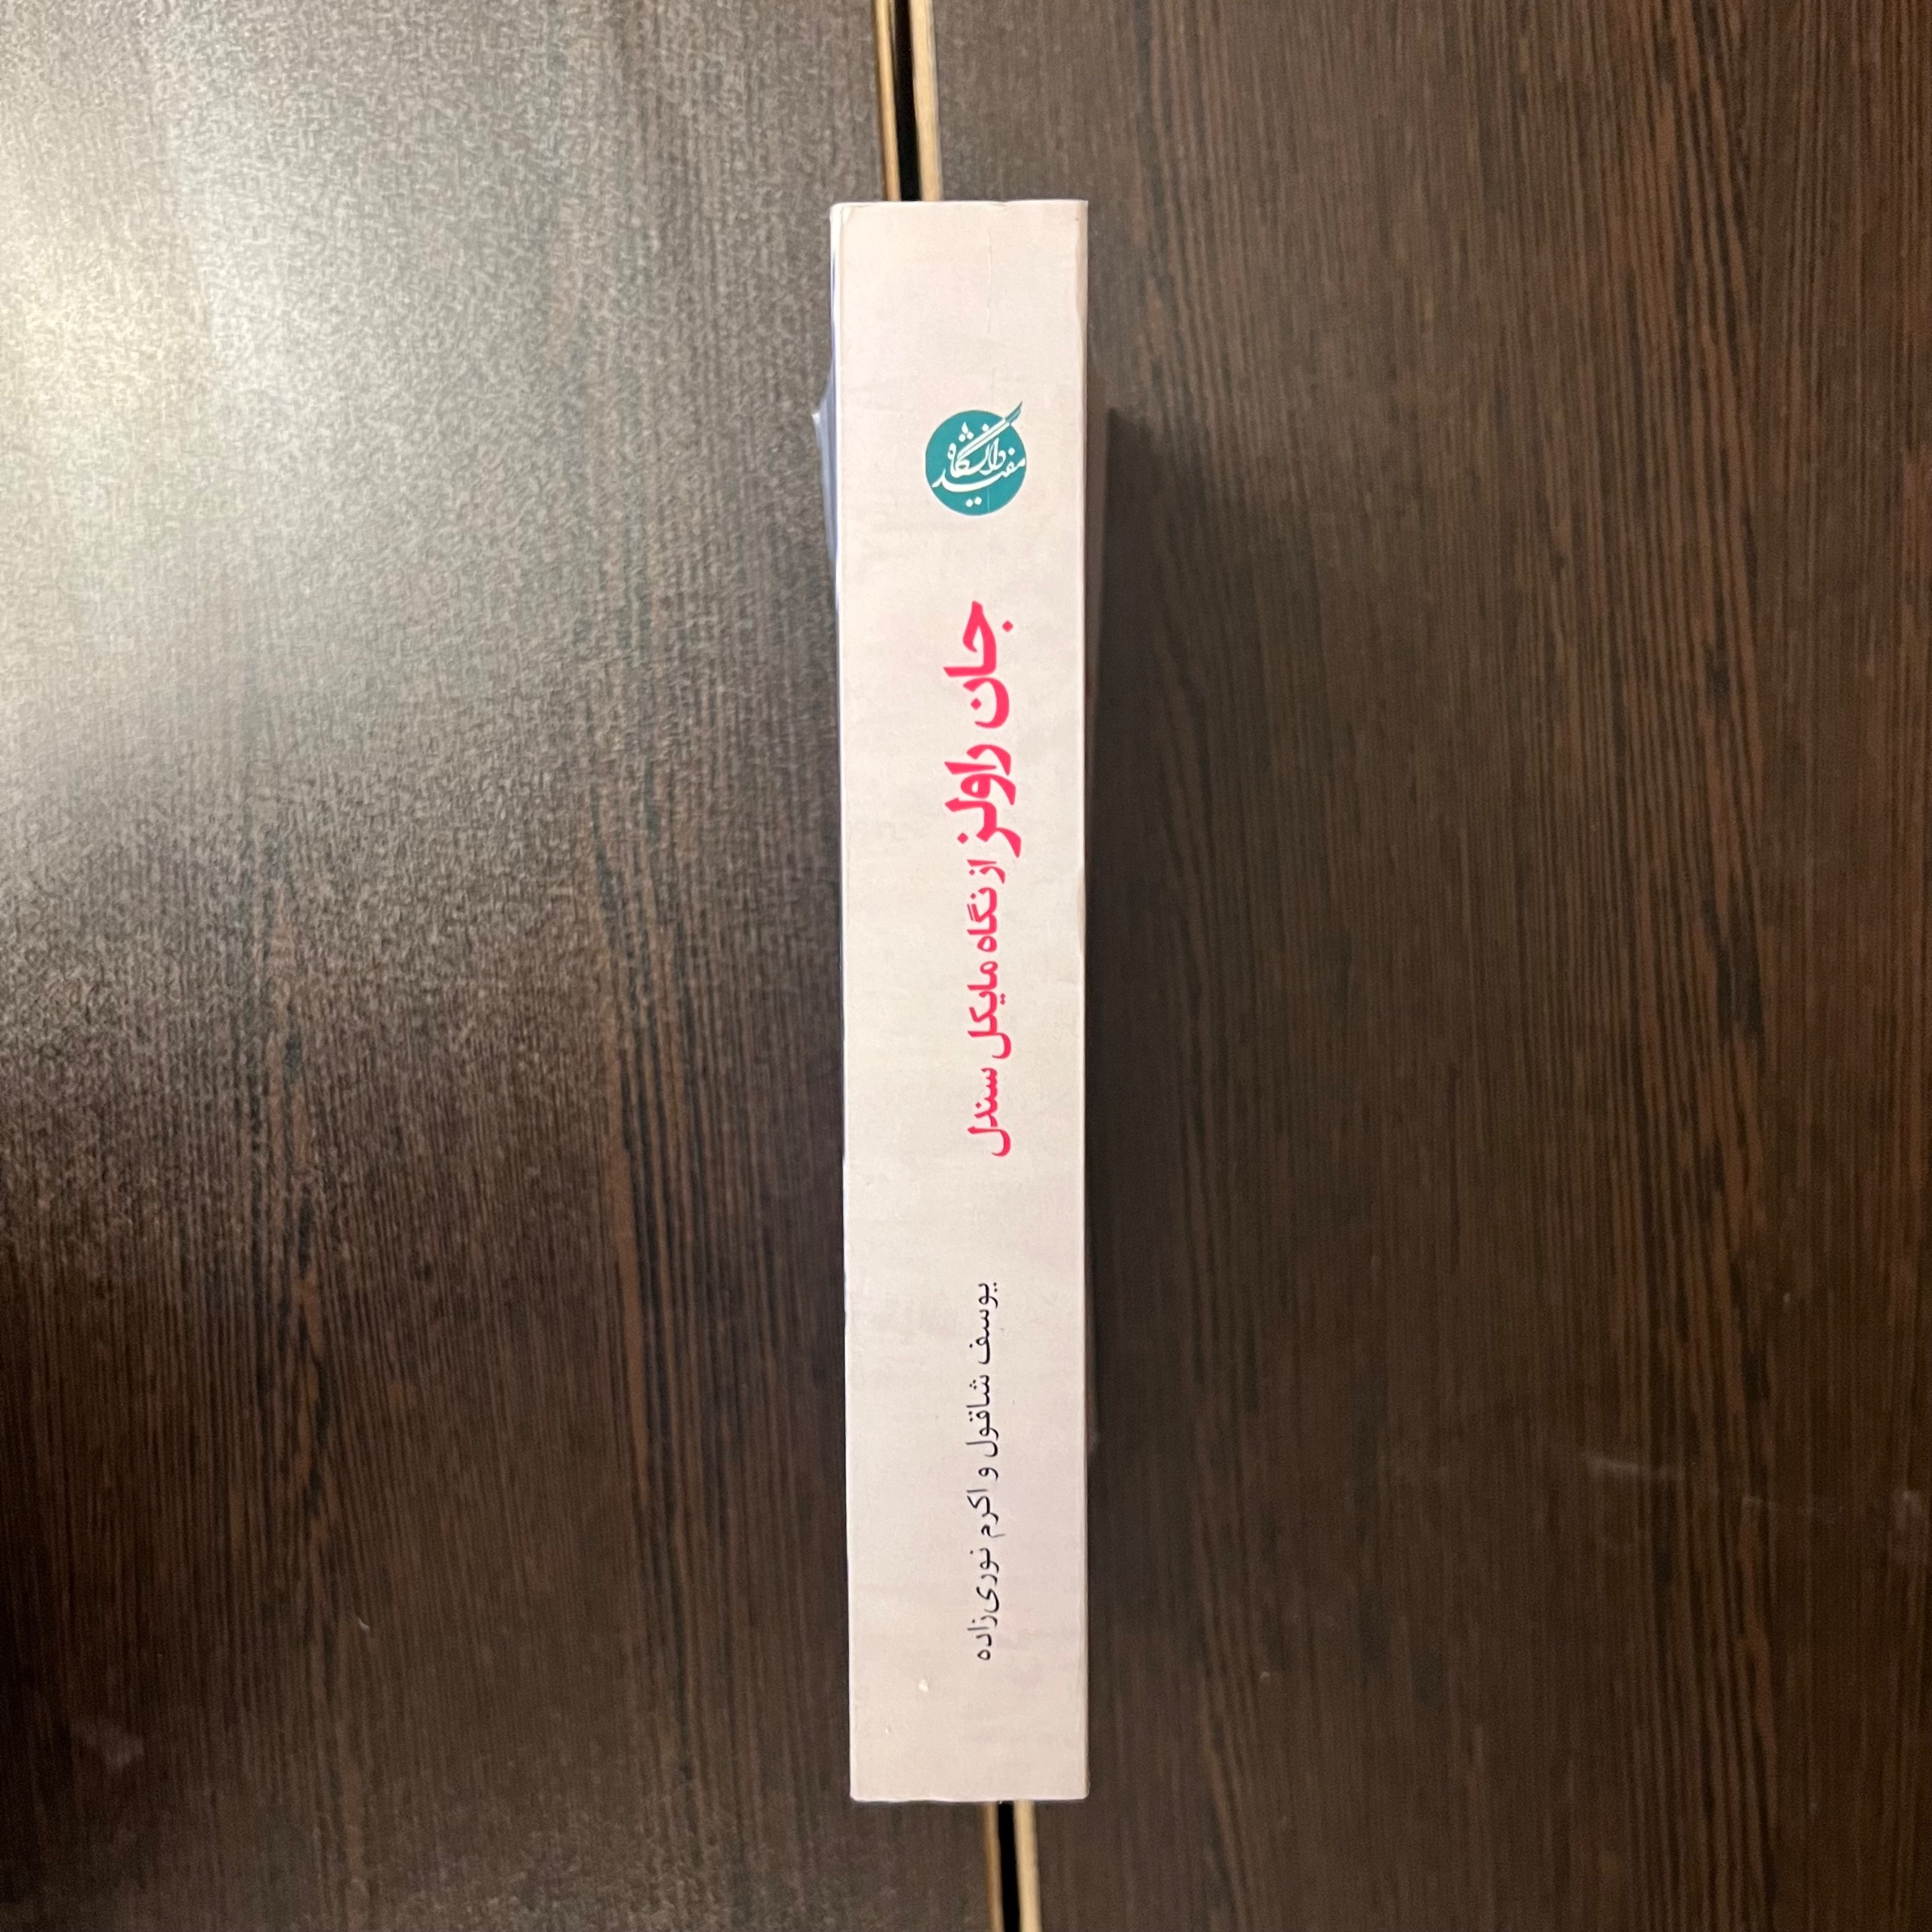 دانشگاه مفید
جان راولز از نگاه مایکل سندل
یوسف شاقول و اکرم نوری‌زاده